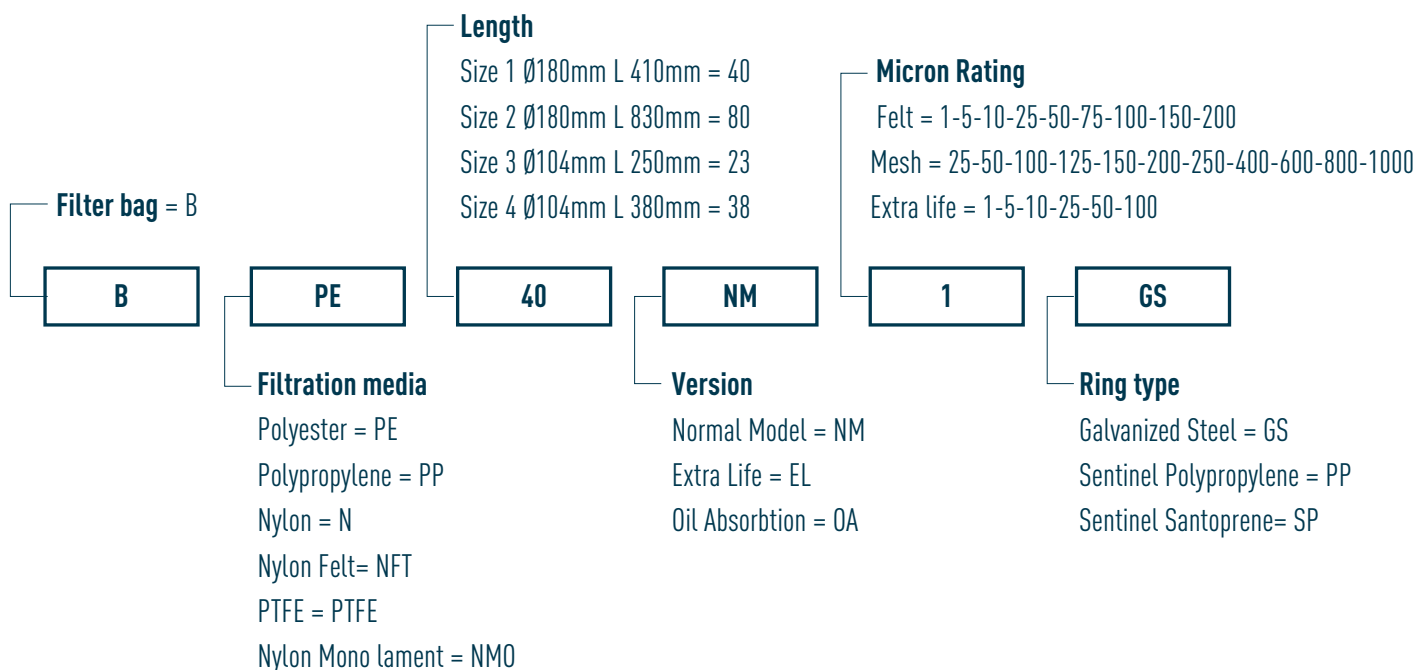 Length
Size 1 Ø180mm L 410mm = 40
Size 2 Ø180mm L 830mm = 80
Size 3 Ø104mm L 250mm = 23
Size 4 Ø104mm L 380mm = 38
Micron Rating
Felt = 1-5-10-25-50-75-100-150-200
Mesh = 25-50-100-125-150-200-250-400-600-800-1000
Extra life = 1-5-10-25-50-100
Filter bag = B
B PE 40 NM 1 GS
Filtration media
Polyester = PE
Polypropylene = PP
Nylon = N
Nylon Felt= NFT
PTFE = PTFE
Nylon Mono lament = NMO
Version
Normal Model = NM
Extra Life = EL
Oil Absorbtion = OA
Ring type
Galvanized Steel = GS
Sentinel Polypropylene = PP
Sentinel Santoprene= SP